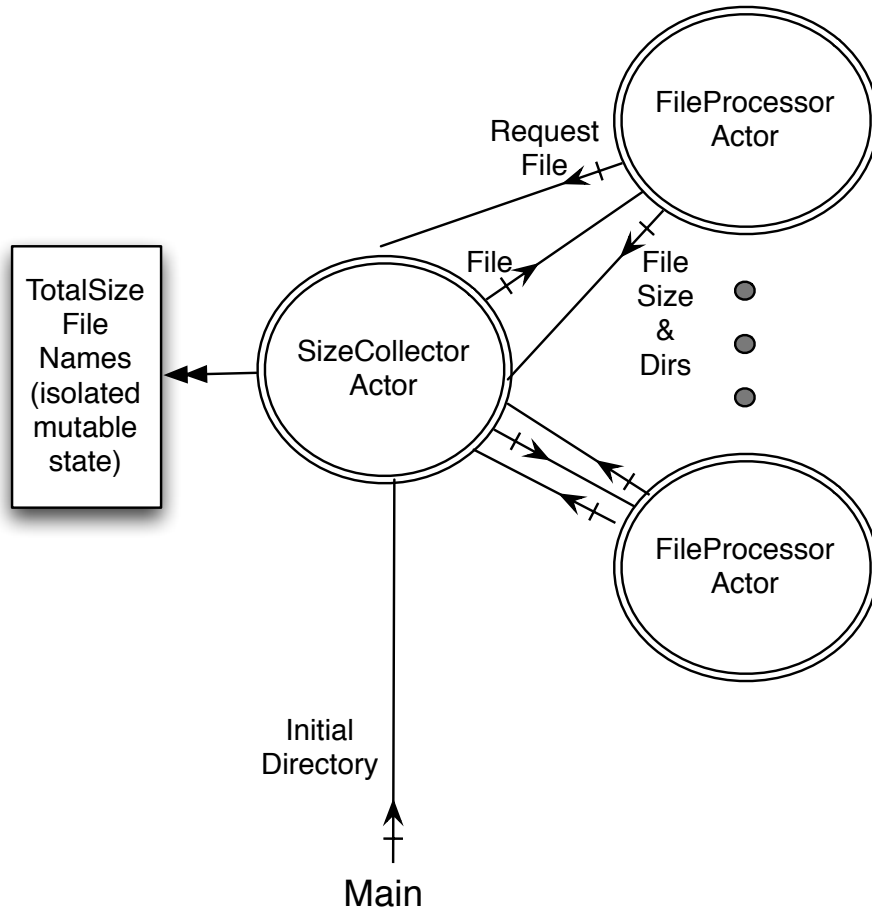 FileProcessor
Actor
Request
File
File
File
Size
&
Dirs
TotalSize
File
Names
(isolated
mutable
state)
SizeCollector
Actor
FileProcessor
Actor
Initial
Directory
Main